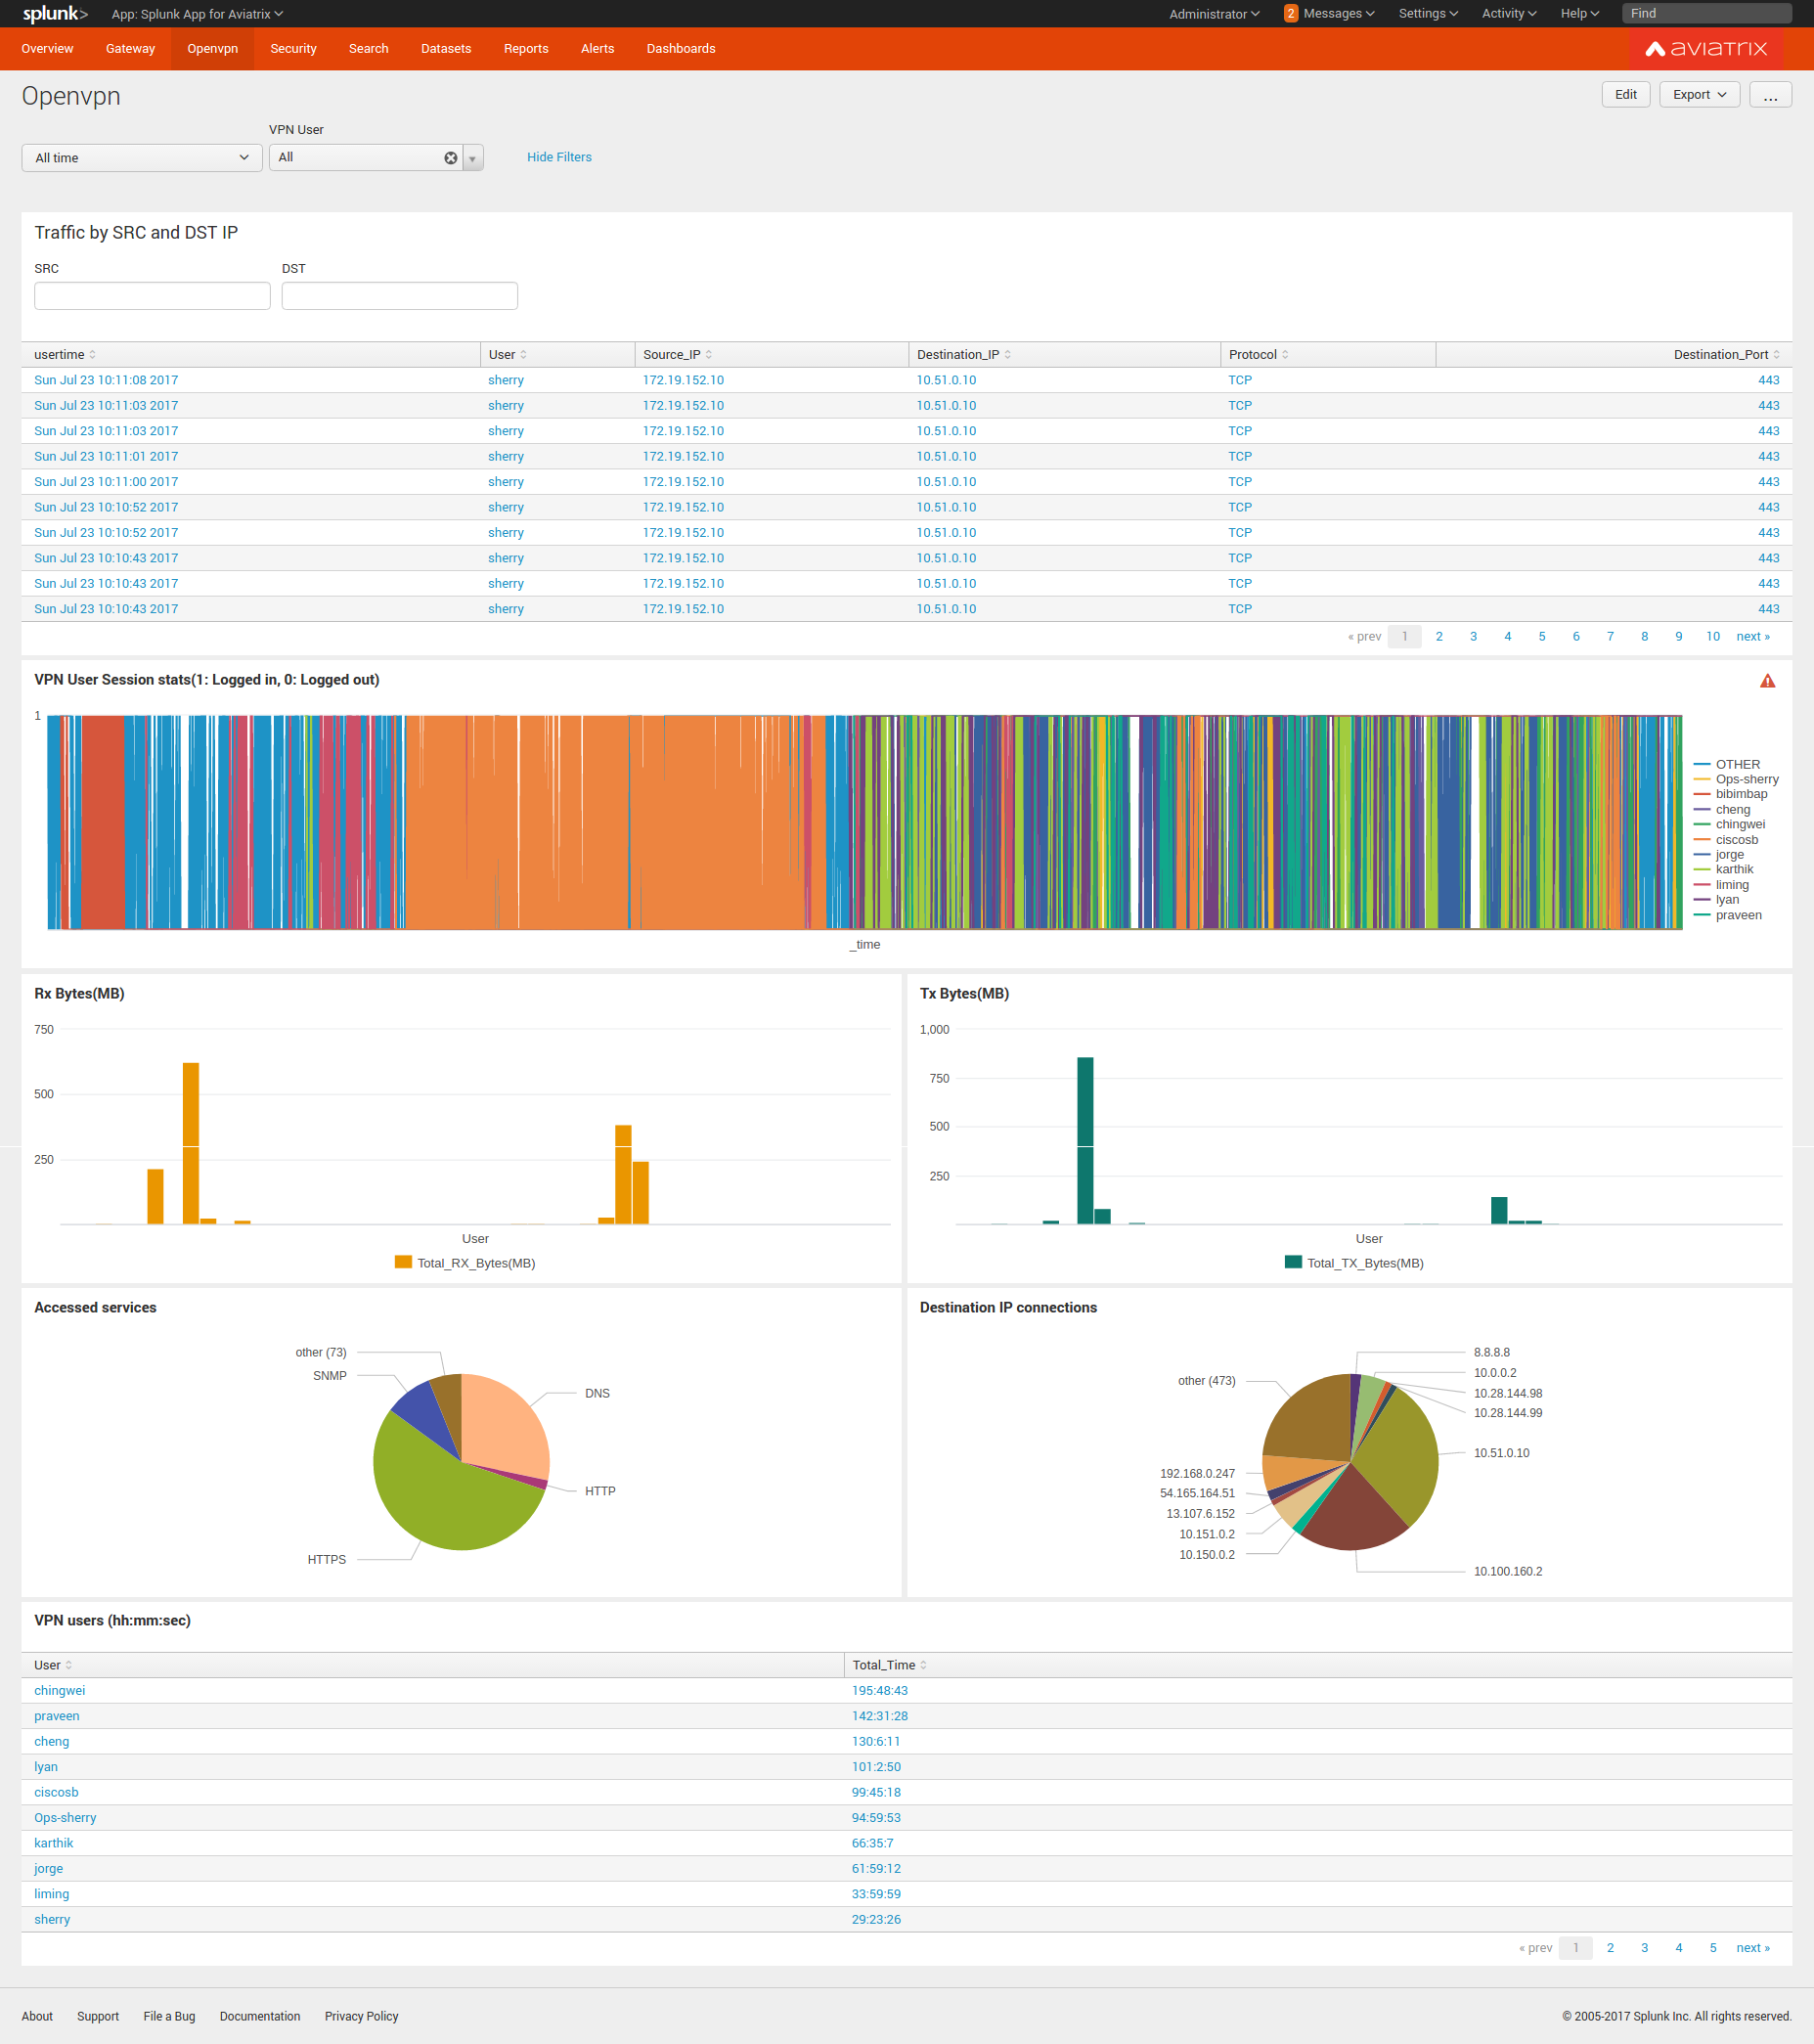 splunk> App: Splunk App for Aviatrix Administrator 2 Messages Settings Activity Help Find
Overview Gateway Openvpn Security Search Datasets Reports Alerts Dashboards aviatrix
Openvpn Edit Export ...
VPN User
All time All Hide Filters
Traffic by SRC and DST IP
SRC DST
usertime User Source_IP Destination_IP Protocol Destination_Port
Sun Jul 23 10:11:08 2017 sherry 172.19.152.10 10.51.0.10 TCP 443
Sun Jul 23 10:11:03 2017 sherry 172.19.152.10 10.51.0.10 TCP 443
Sun Jul 23 10:11:03 2017 sherry 172.19.152.10 10.51.0.10 TCP 443
Sun Jul 23 10:11:01 2017 sherry 172.19.152.10 10.51.0.10 TCP 443
Sun Jul 23 10:11:00 2017 sherry 172.19.152.10 10.51.0.10 TCP 443
Sun Jul 23 10:10:52 2017 sherry 172.19.152.10 10.51.0.10 TCP 443
Sun Jul 23 10:10:52 2017 sherry 172.19.152.10 10.51.0.10 TCP 443
Sun Jul 23 10:10:43 2017 sherry 172.19.152.10 10.51.0.10 TCP 443
Sun Jul 23 10:10:43 2017 sherry 172.19.152.10 10.51.0.10 TCP 443
Sun Jul 23 10:10:43 2017 sherry 172.19.152.10 10.51.0.10 TCP 443
« prev 1 2 3 4 5 6 7 8 9 10 next »
VPN User Session stats(1: Logged in, 0: Logged out)
1
OTHER
Ops-sherry
bibimbap
cheng
chingwei
ciscosb
jorge
karthik
liming
lyan
praveen
_time
Rx Bytes(MB)
750
500
250
User
Total_RX_Bytes(MB)
Tx Bytes(MB)
1,000
750
500
250
User
Total_TX_Bytes(MB)
Accessed services
other (73)
SNMP
DNS
HTTP
HTTPS
Destination IP connections
8.8.8.8
10.0.0.2
other (473)
10.28.144.98
10.28.144.99
10.51.0.10
192.168.0.247
54.165.164.51
13.107.6.152
10.151.0.2
10.150.0.2
10.100.160.2
VPN users (hh:mm:sec)
User Total_Time
chingwei 195:48:43
praveen 142:31:28
cheng 130:6:11
lyan 101:2:50
ciscosb 99:45:18
Ops-sherry 94:59:53
karthik 66:35:7
jorge 61:59:12
liming 33:59:59
sherry 29:23:26
« prev 1 2 3 4 5 next »
About Support File a Bug Documentation Privacy Policy © 2005-2017 Splunk Inc. All rights reserved.